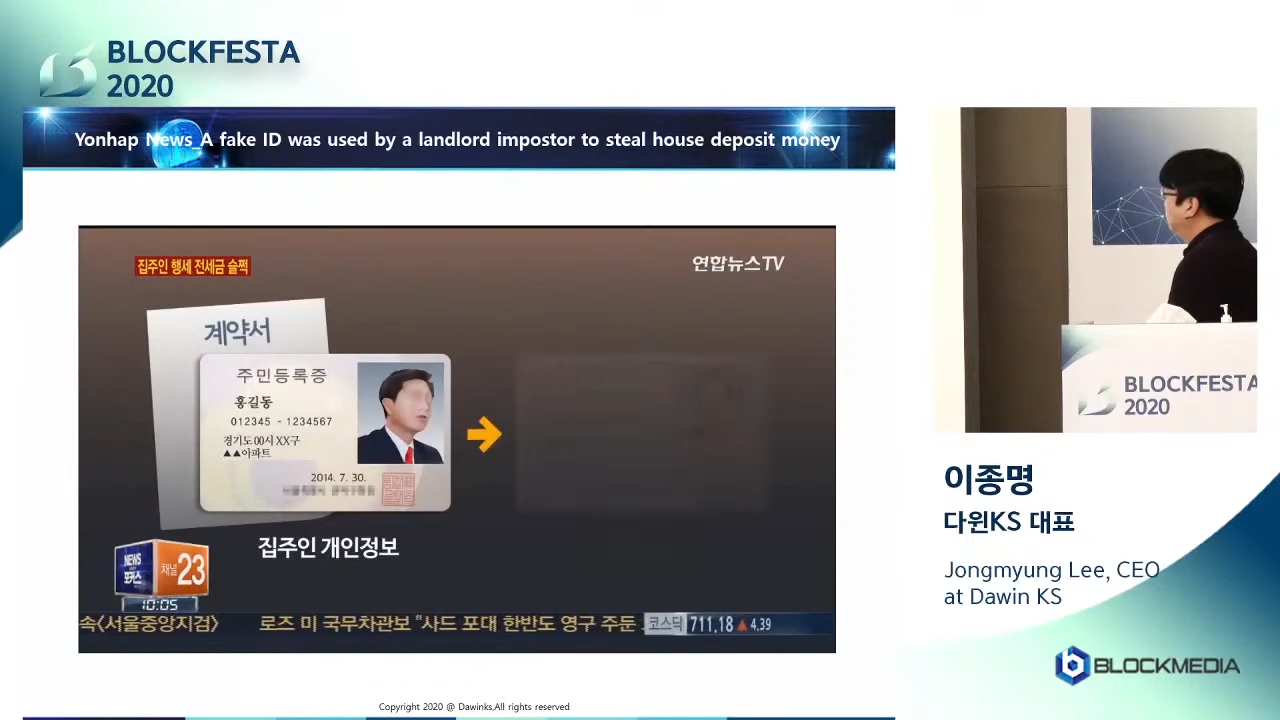 BLOCKFESTA
2020
Yonhap News_A fake ID was used by a landlord impostor to steal house deposit money
집주인 행세 전세금 슬쩍
연합뉴스TV
계약서
주민등록증
홍길동
012345 - 1234567
경기도 00시 XX구
▲▲아파트
2014. 7. 30.
집주인 개인정보
NEWS
포커스
채널 23
10:05
속<서울중앙지검> 로즈 미 국무차관보 "사드 포대 한반도 영구 주둔
코스닥 711.18 ▲ 4.39
Copyright 2020 @ Dawinks,All rights reserved
BLOCKFESTA
2020
이종명
다윈KS 대표
Jongmyung Lee, CEO
at Dawin KS
BLOCKMEDIA